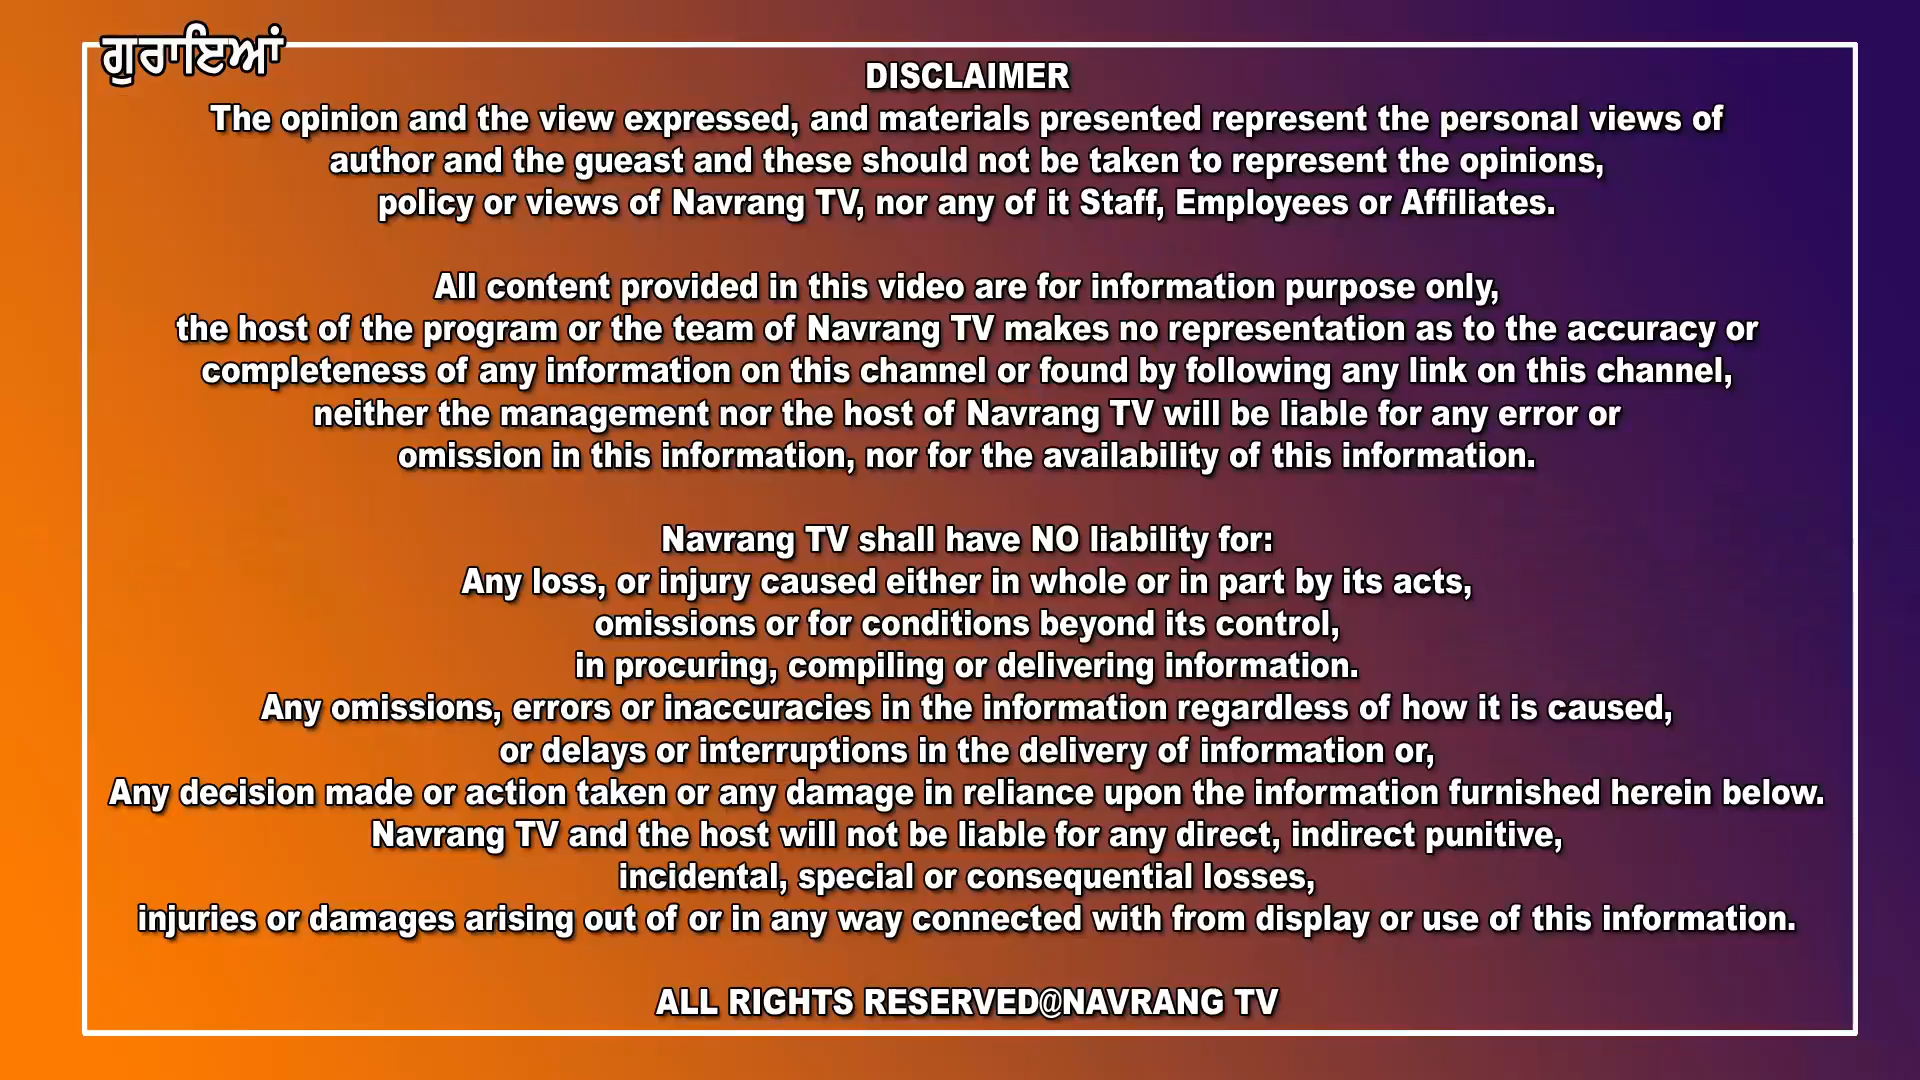 ਗੁਰਾਇਆਂ
DISCLAIMER
The opinion and the view expressed, and materials presented represent the personal views of
author and the gueast and these should not be taken to represent the opinions,
policy or views of Navrang TV, nor any of it Staff, Employees or Affiliates.
All content provided in this video are for information purpose only,
the host of the program or the team of Navrang TV makes no representation as to the accuracy or
completeness of any information on this channel or found by following any link on this channel,
neither the management nor the host of Navrang TV will be liable for any error or
omission in this information, nor for the availability of this information.
Navrang TV shall have NO liability for:
Any loss, or injury caused either in whole or in part by its acts,
omissions or for conditions beyond its control,
in procuring, compiling or delivering information.
Any omissions, errors or inaccuracies in the information regardless of how it is caused,
or delays or interruptions in the delivery of information or,
Any decision made or action taken or any damage in reliance upon the information furnished herein below.
Navrang TV and the host will not be liable for any direct, indirect punitive,
incidental, special or consequential losses,
injuries or damages arising out of or in any way connected with from display or use of this information.
ALL RIGHTS RESERVED@NAVRANG TV